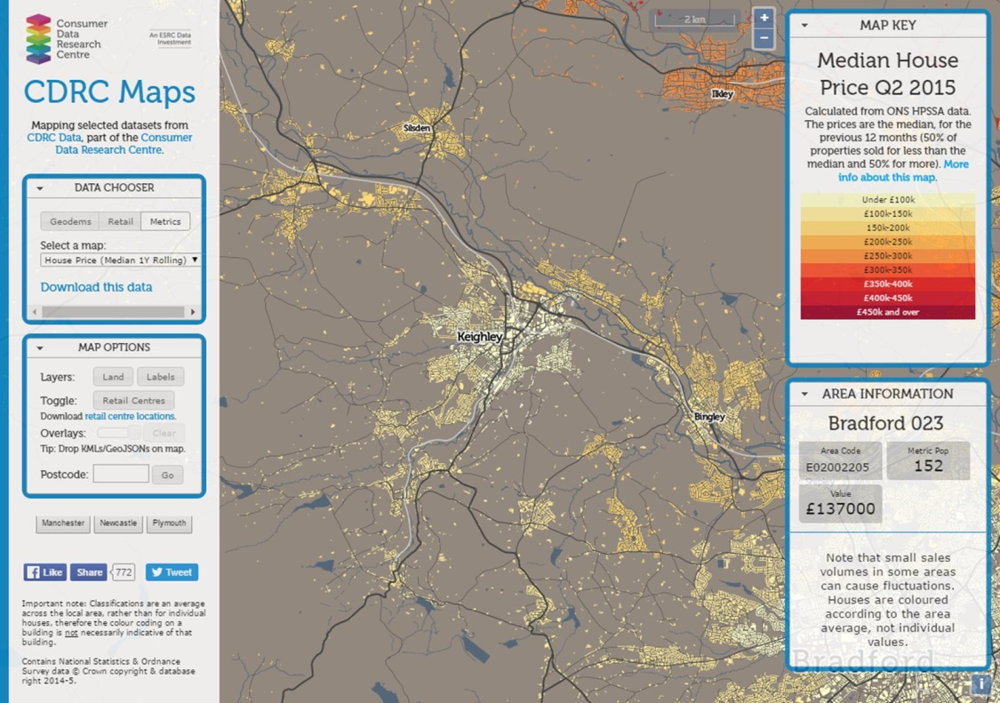 Consumer
Data
Research
Centre
An ESRC Data
Investment
CDRC Maps
Mapping selected datasets from
CDRC Data, part of the Consumer
Data Research Centre.
DATA CHOOSER
Geodems Retail Metrics
Select a map:
House Price (Median 1Y Rolling)
Download this data
MAP OPTIONS
Layers: Land Labels
Toggle: Retail Centres
Download retail centre locations.
Overlays: Clear
Tip: Drop KMLs/GeoJSONs on map.
Postcode: Go
Manchester Newcastle Plymouth
Like Share 772 Tweet
Important note: Classifications are an average
across the local area, rather than for individual
houses, therefore the colour coding on a
building is not necessarily indicative of that
building.
Contains National Statistics & Ordnance
Survey data © Crown copyright & database
right 2014-5.
2 km
+
−
Ilkley
Silsden
Keighley
Bingley
MAP KEY
Median House
Price Q2 2015
Calculated from ONS HPSSA data.
The prices are the median, for the
previous 12 months (50% of
properties sold for less than the
median and 50% for more). More
info about this map.
Under £100k
£100k-150k
150k-200k
£200k-250k
£250k-300k
£300k-350k
£350k-400k
£400k-450k
£450k and over
AREA INFORMATION
Bradford 023
Area Code
E02002205
Metric Pop
152
Value
£137000
Note that small sales
volumes in some areas
can cause fluctuations.
Houses are coloured
according to the area
average, not individual
values.
Bradford
i